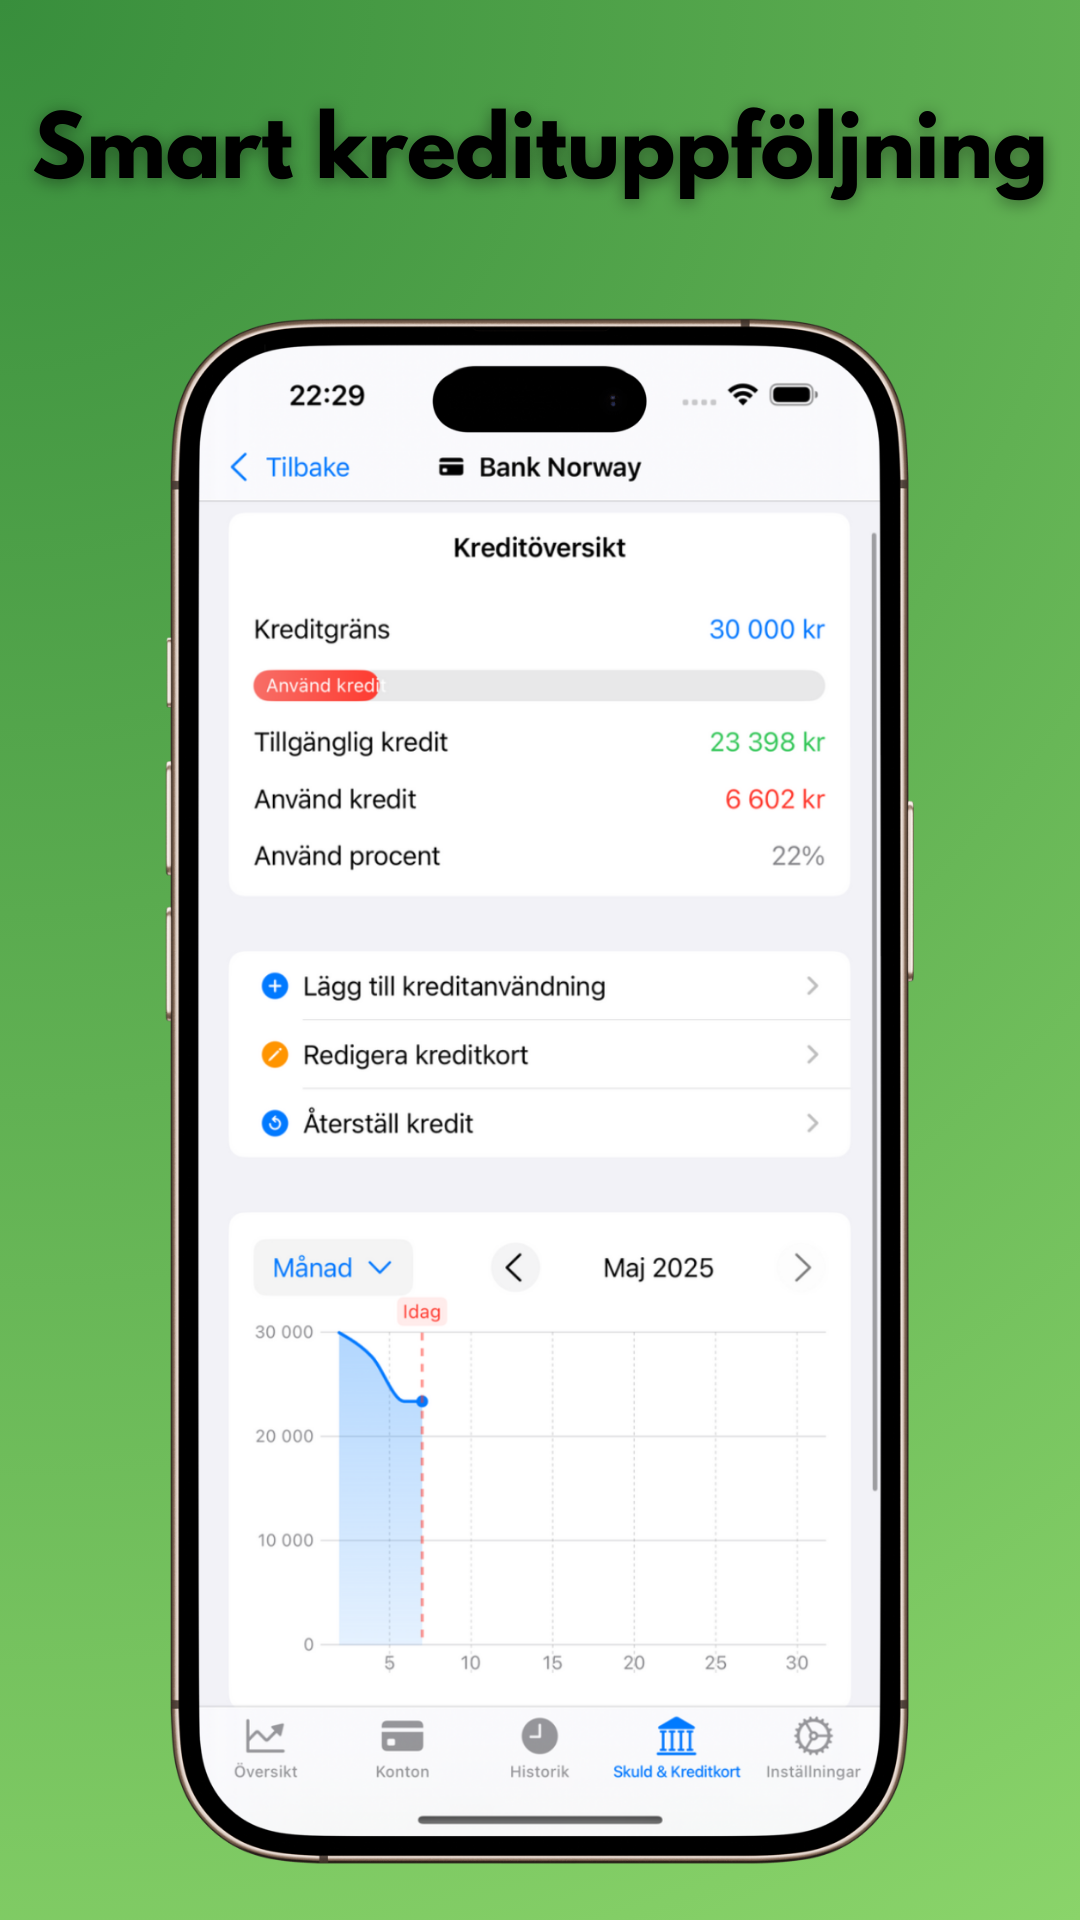 Smart kredituppföljning
22:29
Tilbake
Bank Norway
Kreditöversikt
Kreditgräns 30 000 kr
Använd kredit
Tillgänglig kredit 23 398 kr
Använd kredit 6 602 kr
Använd procent 22%
Lägg till kreditanvändning
Redigera kreditkort
Återställ kredit
Månad Maj 2025
Idag
30 000
20 000
10 000
0
5 10 15 20 25 30
Översikt Konton Historik Skuld & Kreditkort Inställningar